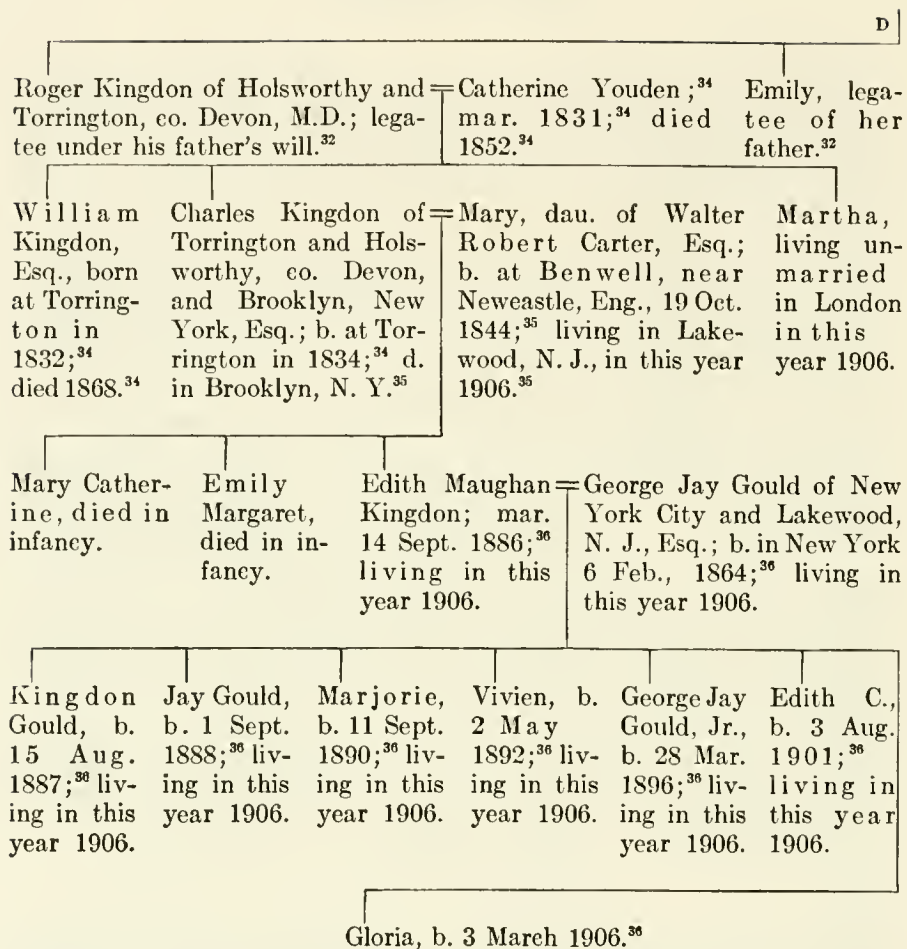 D
Roger Kingdon of Holsworthy and
Torrington, co. Devon, M.D.; lega-
tee under his father's will.³²
Catherine Youden;³⁴
mar. 1831;³⁴ died
1852.³⁴
Emily, lega-
tee of her
father.³²
William
Kingdon,
Esq., born
at Torring-
ton in
1832;³⁴
died 1868.³⁴
Charles Kingdon of
Torrington and Hols-
worthy, co. Devon,
and Brooklyn, New
York, Esq.; b. at Tor-
rington in 1834;³⁴ d.
in Brooklyn, N. Y.³⁵
Mary, dau. of Walter
Robert Carter, Esq.;
b. at Benwell, near
Newcastle, Eng., 19 Oct.
1844;³⁵ living in Lake-
wood, N. J., in this year
1906.³⁵
Martha,
living un-
married
in London
in this
year 1906.
Mary Cather-
ine, died in
infancy.
Emily
Margaret,
died in in-
fancy.
Edith Maughan
Kingdon; mar.
14 Sept. 1886;³⁶
living in this
year 1906.
George Jay Gould of New
York City and Lakewood,
N. J., Esq.; b. in New York
6 Feb., 1864;³⁶ living in
this year 1906.
Kingdon
Gould, b.
15 Aug.
1887;³⁶ liv-
ing in this
year 1906.
Jay Gould,
b. 1 Sept.
1888;³⁶ liv-
ing in this
year 1906.
Marjorie,
b. 11 Sept.
1890;³⁶ liv-
ing in this
year 1906.
Vivien, b.
2 May
1892;³⁶ liv-
ing in this
year 1906.
George Jay
Gould, Jr.,
b. 28 Mar.
1896;³⁶ liv-
ing in this
year 1906.
Edith C.,
b. 3 Aug.
1901;³⁶
living in
this year
1906.
Gloria, b. 3 March 1906.³⁶